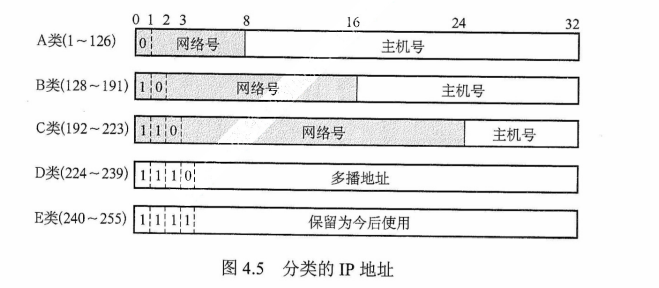 0 1 2 3 8 16 24 32
A类(1～126) 0 网络号 主机号
B类(128～191) 1 0 网络号 主机号
C类(192～223) 1 1 0 网络号 主机号
D类(224～239) 1 1 1 0 多播地址
E类(240～255) 1 1 1 1 保留为今后使用
图 4.5 分类的 IP 地址